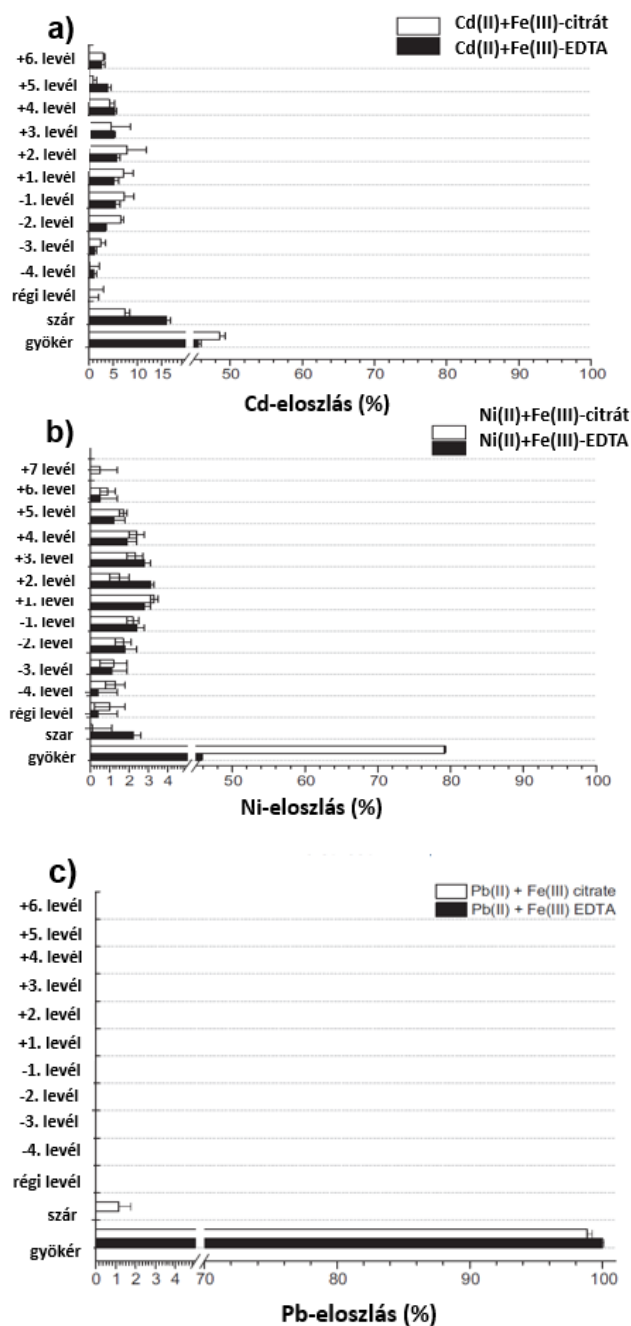 a)
Cd(II)+Fe(III)-citrát
Cd(II)+Fe(III)-EDTA
+6. levél
+5. levél
+4. levél
+3. levél
+2. levél
+1. levél
-1. levél
-2. levél
-3. levél
-4. levél
régi levél
szár
gyökér
0 5 10 15 50 60 70 80 90 100
Cd-eloszlás (%)
b)
Ni(II)+Fe(III)-citrát
Ni(II)+Fe(III)-EDTA
+7 levél
+6. levél
+5. levél
+4. levél
+3. levél
+2. levél
+1. levél
-1. levél
-2. levél
-3. levél
-4. levél
régi levél
szar
gyökér
0 1 2 3 4 50 60 70 80 90 100
Ni-eloszlás (%)
c)
Pb(II) + Fe(III) citrate
Pb(II) + Fe(III) EDTA
+6. levél
+5. levél
+4. levél
+3. levél
+2. levél
+1. levél
-1. levél
-2. levél
-3. levél
-4. levél
régi levél
szár
gyökér
0 1 2 3 4 70 80 90 100
Pb-eloszlás (%)